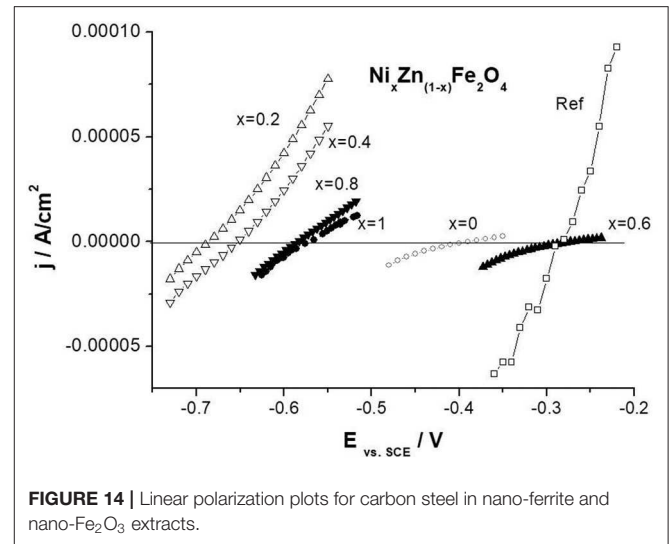 0.00010
0.00005
0.00000
-0.00005
j / A/cm²
NiₓZn₍₁₋ₓ₎Fe₂O₄
Ref
x=0.2
x=0.4
x=0.8
x=1
x=0
x=0.6
-0.7 -0.6 -0.5 -0.4 -0.3 -0.2
E vs. SCE / V
FIGURE 14 | Linear polarization plots for carbon steel in nano-ferrite and
nano-Fe₂O₃ extracts.